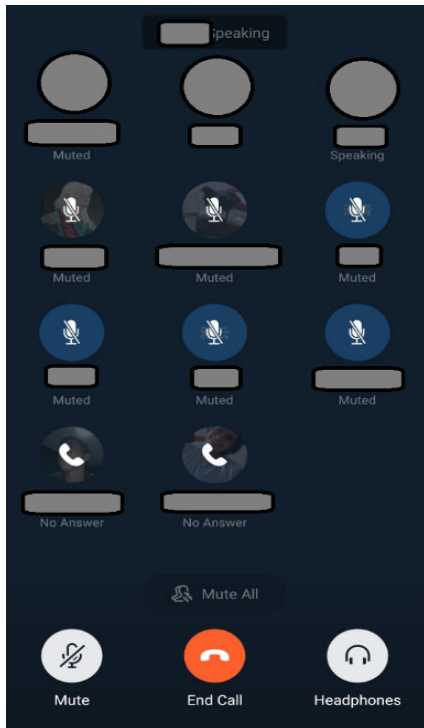 Speaking
Muted
Speaking
Muted Muted Muted
Muted Muted Muted
No Answer No Answer
Mute All
Mute End Call Headphones